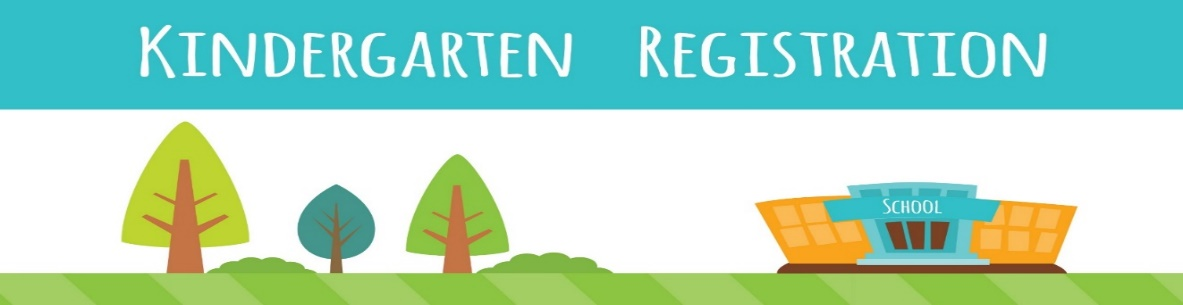 KINDERGARTEN REGISTRATION
SCHOOL